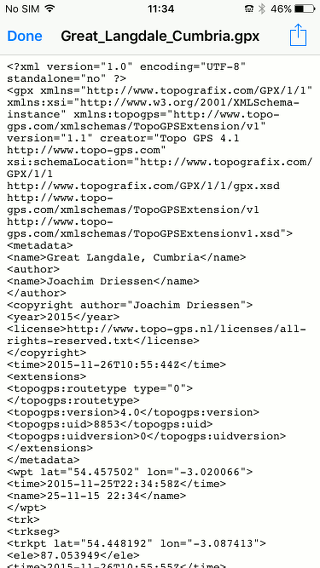 No SIM 11:34 46%
Done Great_Langdale_Cumbria.gpx
<?xml version="1.0" encoding="UTF-8"
standalone="no" ?>
<gpx xmlns="http://www.topografix.com/GPX/1/1"
xmlns:xsi="http://www.w3.org/2001/XMLSchema-
instance" xmlns:topogps="http://www.topo-
gps.com/xmlschemas/TopoGPSExtension/v1"
version="1.1" creator="Topo GPS 4.1
http://www.topo-gps.com"
xsi:schemaLocation="http://www.topografix.com/
GPX/1/1
http://www.topografix.com/GPX/1/1/gpx.xsd
http://www.topo-
gps.com/xmlschemas/TopoGPSExtension/v1
http://www.topo-
gps.com/xmlschemas/TopoGPSExtensionv1.xsd">
<metadata>
<name>Great Langdale, Cumbria</name>
<author>
<name>Joachim Driessen</name>
</author>
<copyright author="Joachim Driessen">
<year>2015</year>
<license>http://www.topo-gps.nl/licenses/all-
rights-reserved.txt</license>
</copyright>
<time>2015-11-26T10:55:44Z</time>
<extensions>
<topogps:routetype type="0">
</topogps:routetype>
<topogps:version>4.0</topogps:version>
<topogps:uid>8853</topogps:uid>
<topogps:uidversion>0</topogps:uidversion>
</extensions>
</metadata>
<wpt lat="54.457502" lon="-3.020066">
<time>2015-11-25T22:34:58Z</time>
<name>25-11-15 22:34</name>
</wpt>
<trk>
<trkseg>
<trkpt lat="54.448192" lon="-3.087413">
<ele>87.053949</ele>
<time>2015-11-26T10:55:55Z</time>